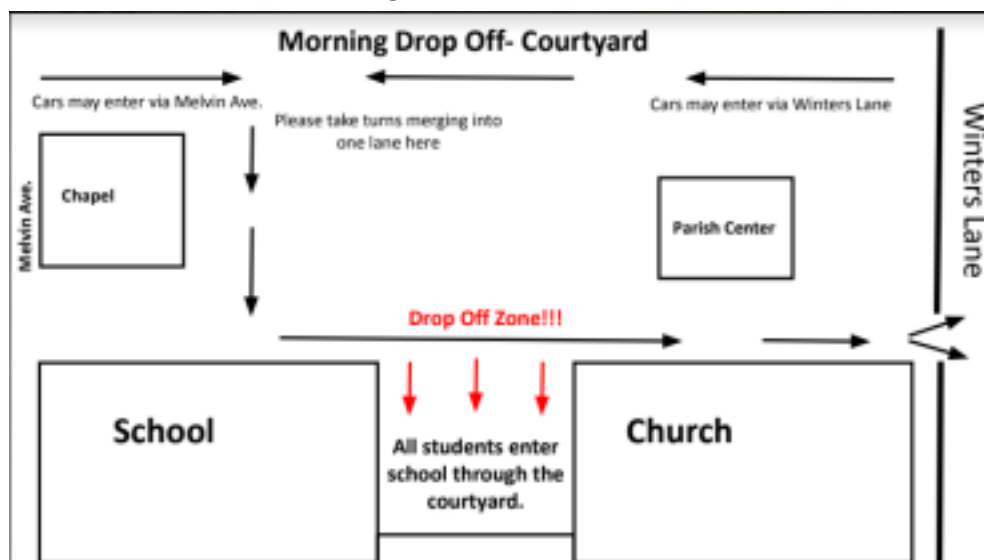 Morning Drop Off- Courtyard
Cars may enter via Melvin Ave.
Please take turns merging into
one lane here
Cars may enter via Winters Lane
Winters Lane
Melvin Ave.
Chapel
Parish Center
Drop Off Zone!!!
School
All students enter
school through the
courtyard.
Church